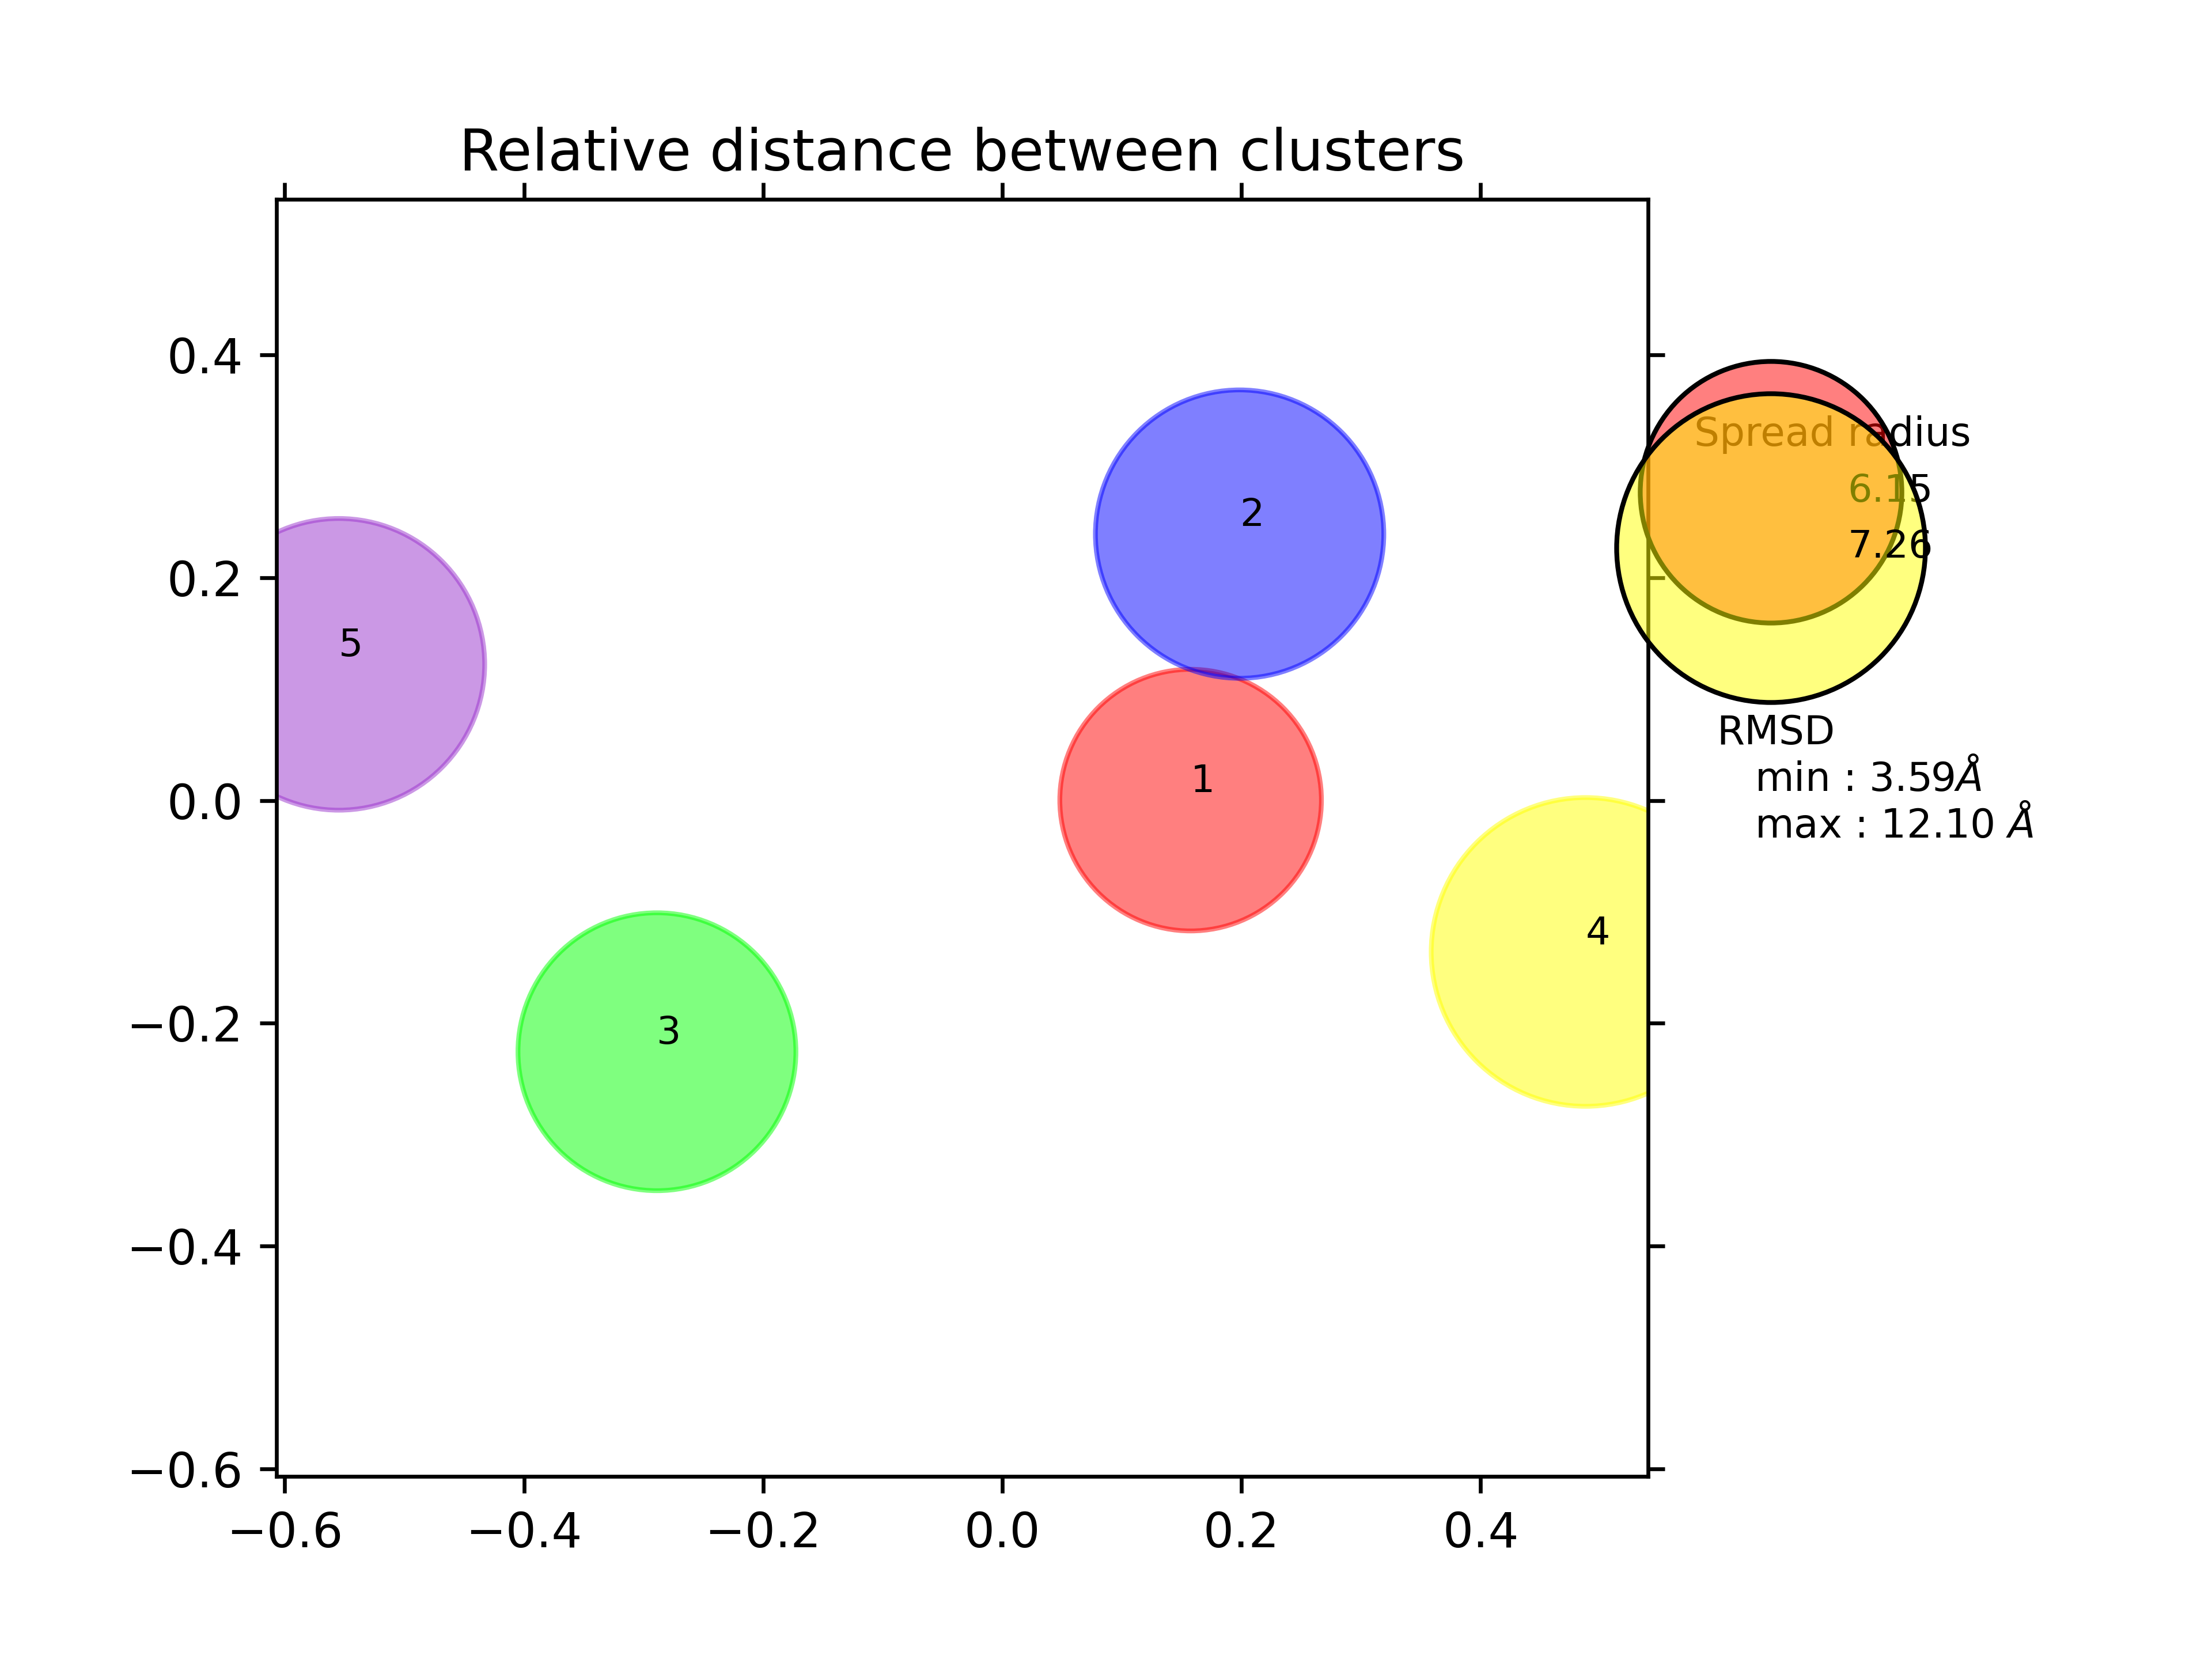 Relative distance between clusters
0.4
0.2
0.0
−0.2
−0.4
−0.6
−0.6 −0.4 −0.2 0.0 0.2 0.4
5
2
1
3
4
Spread radius
6.15
7.26
RMSD
min : 3.59Å
max : 12.10 Å